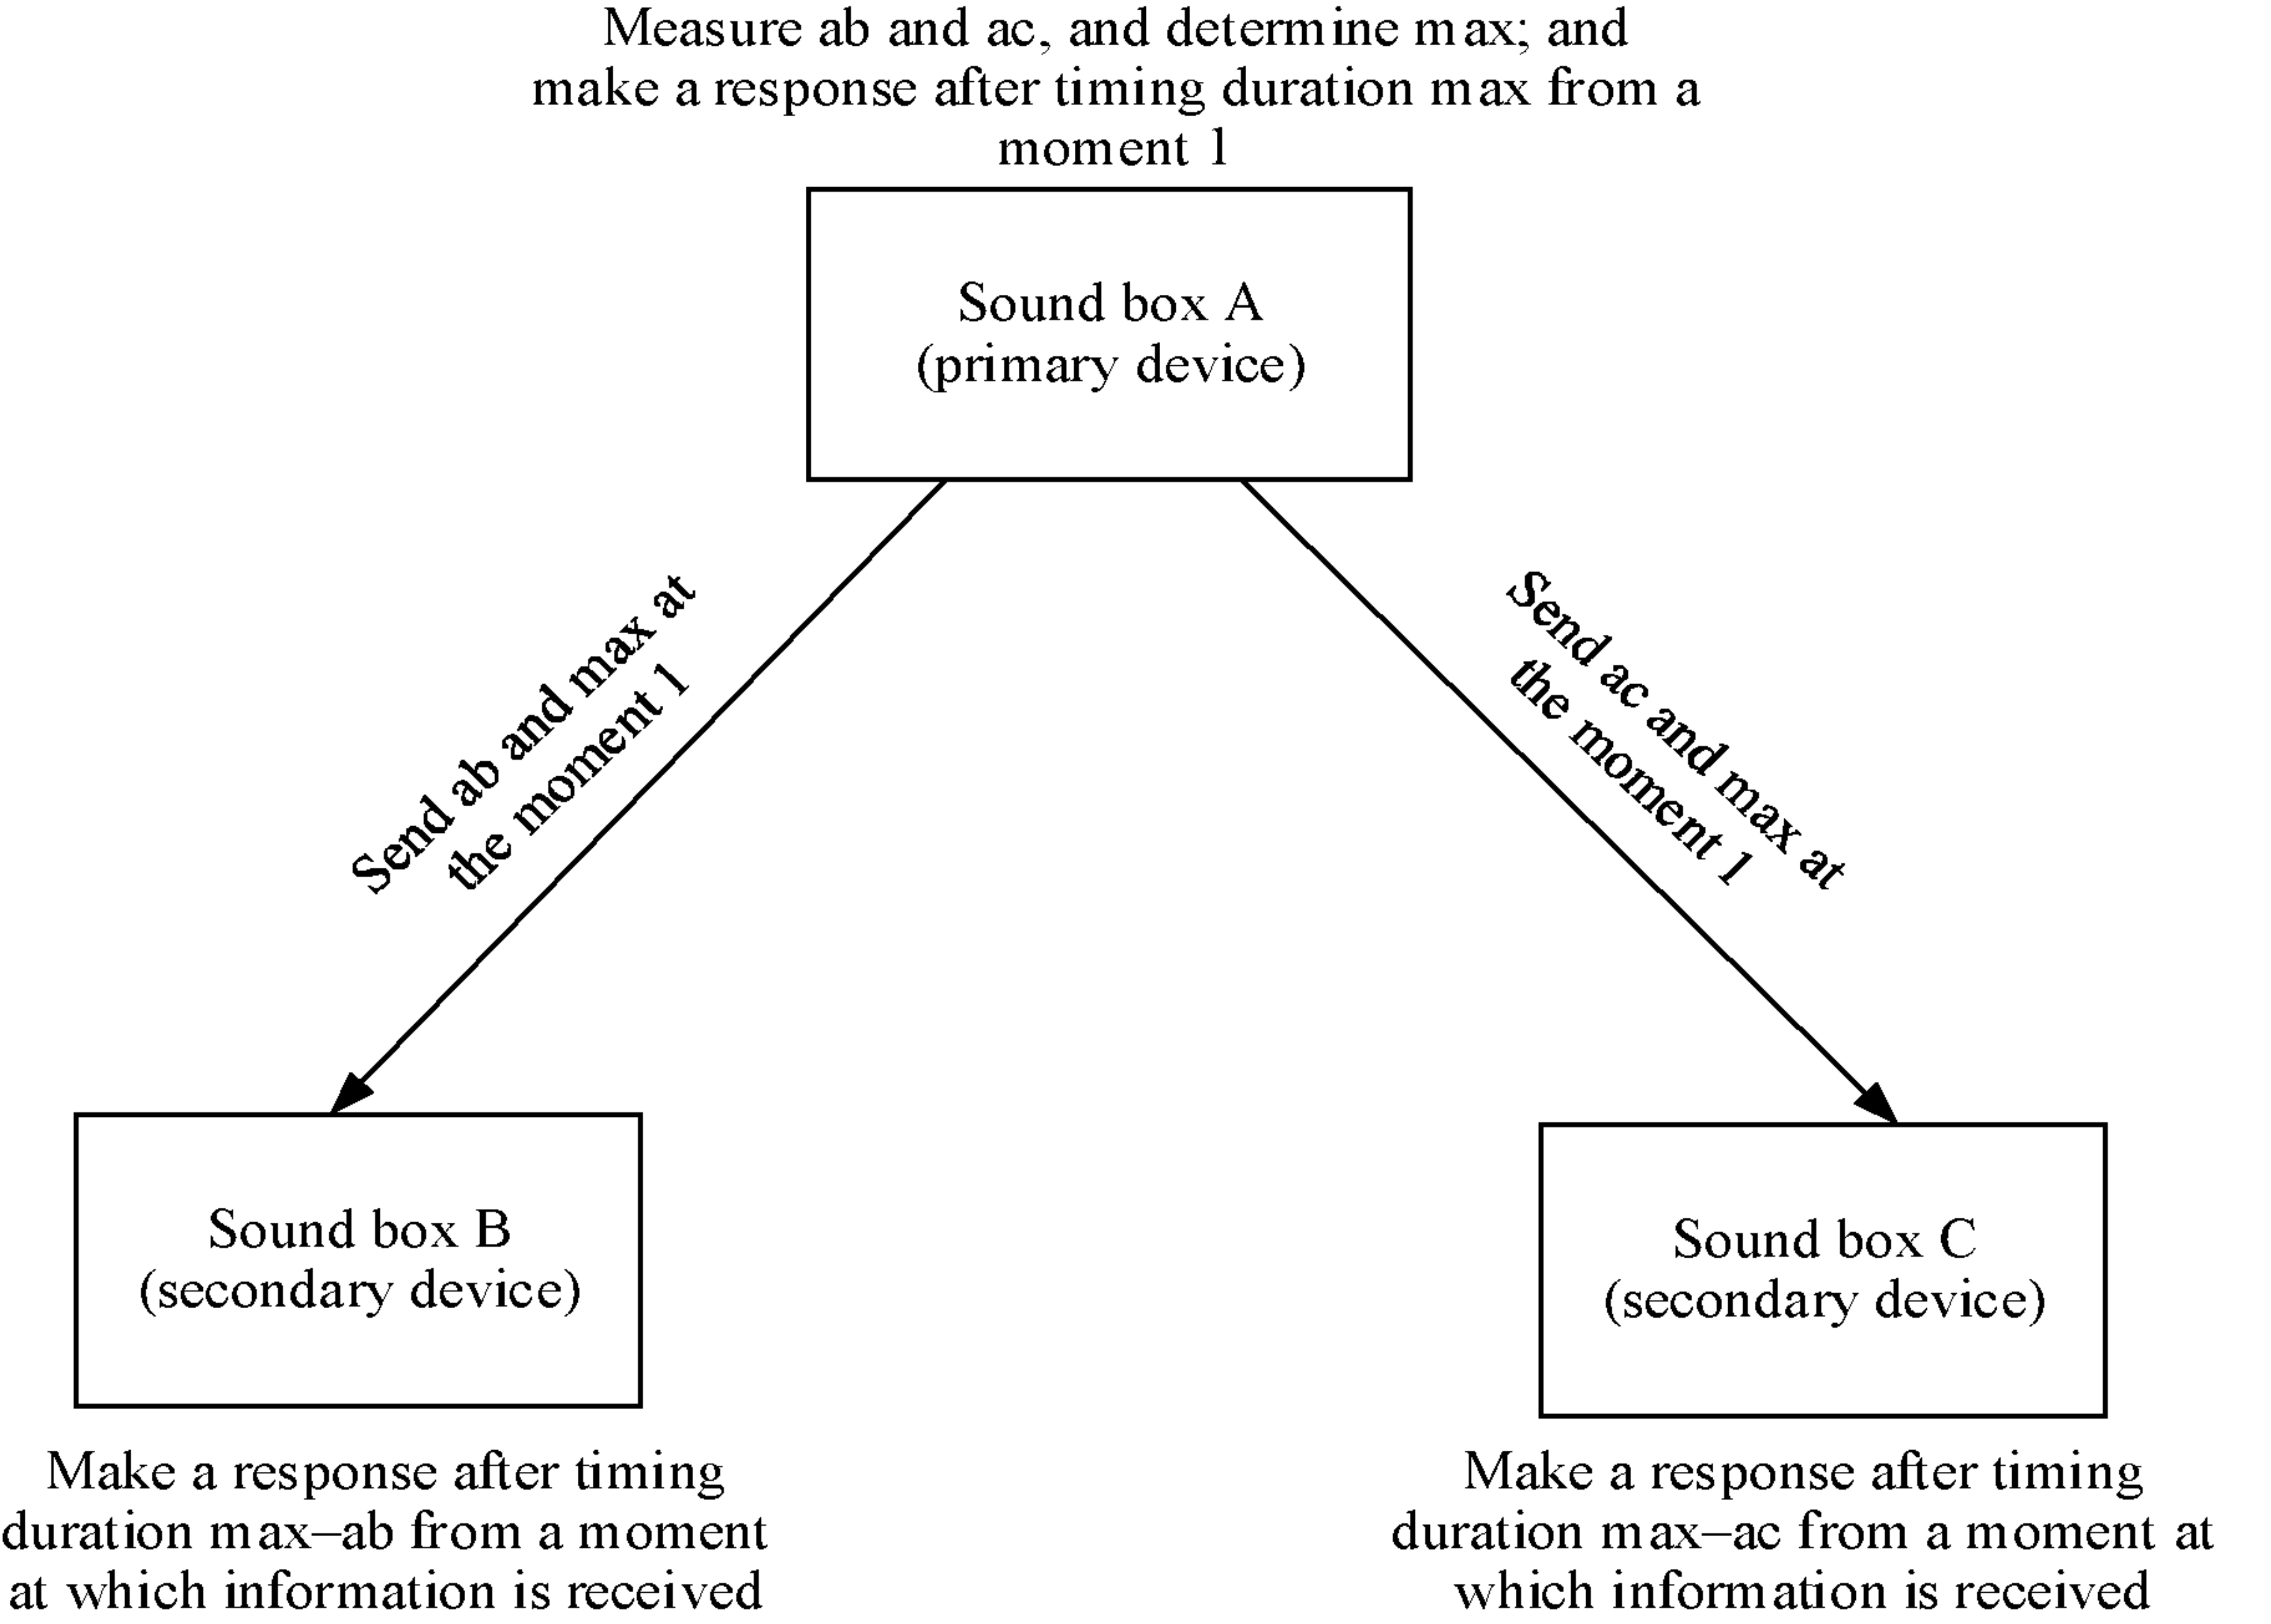 Measure ab and ac, and determine max; and
make a response after timing duration max from a
moment 1
Sound box A
(primary device)
Send ab and max at
the moment 1
Send ac and max at
the moment 1
Sound box B
(secondary device)
Sound box C
(secondary device)
Make a response after timing
duration max–ab from a moment
at which information is received
Make a response after timing
duration max–ac from a moment at
which information is received